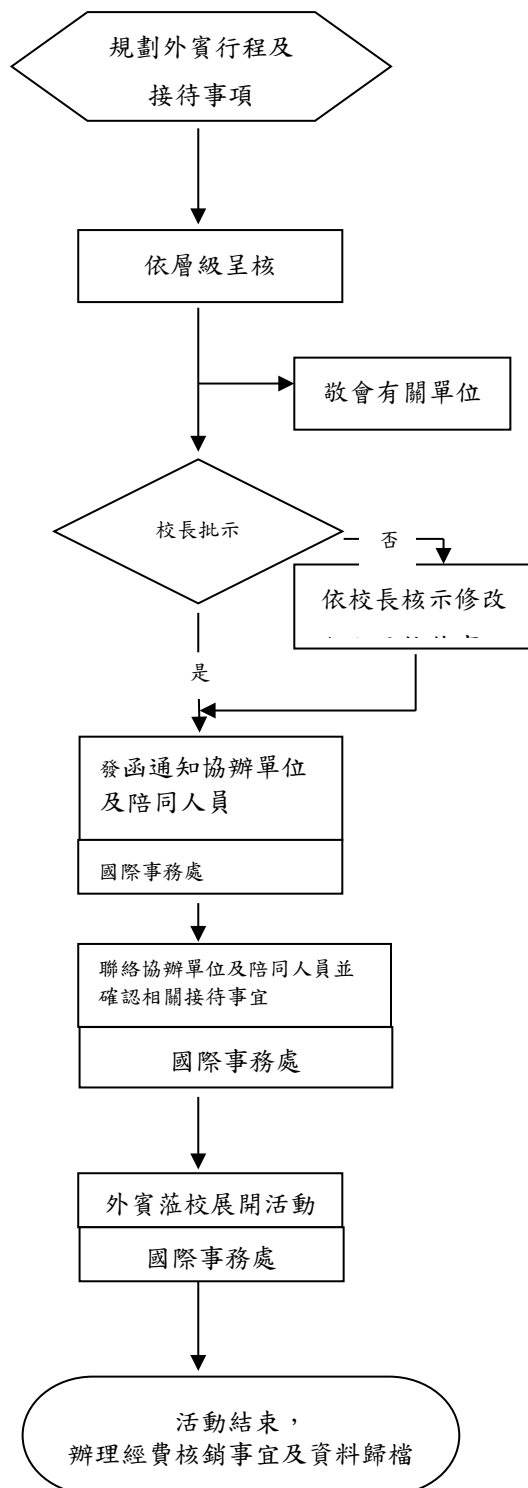 規劃外賓行程及
接待事項
依層級呈核
敬會有關單位
校長批示
否
依校長核示修改
是
發函通知協辦單位
及陪同人員
國際事務處
聯絡協辦單位及陪同人員並
確認相關接待事宜
國際事務處
外賓蒞校展開活動
國際事務處
活動結束，
辦理經費核銷事宜及資料歸檔